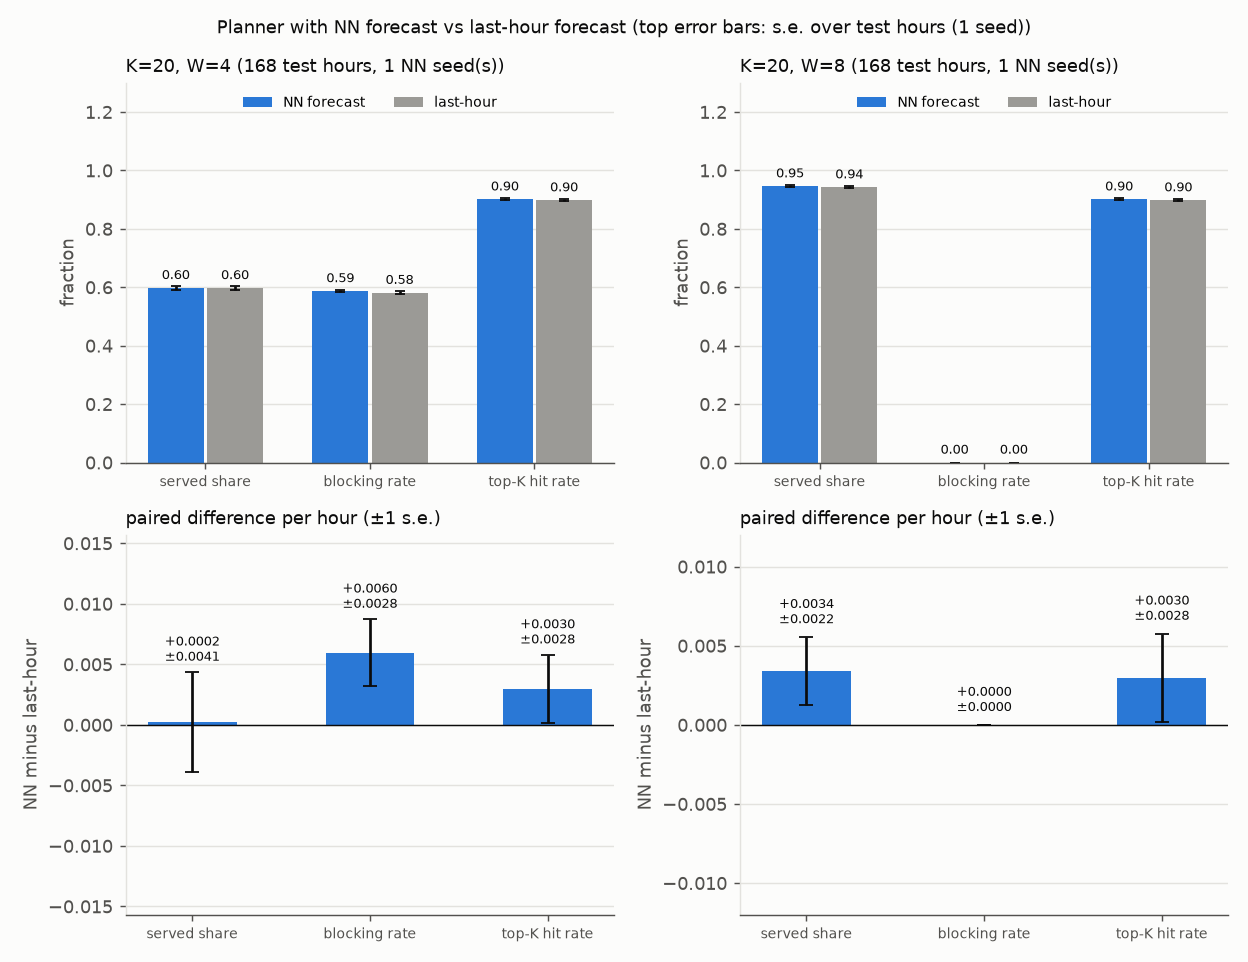 Planner with NN forecast vs last-hour forecast (top error bars: s.e. over test hours (1 seed))
K=20, W=4 (168 test hours, 1 NN seed(s))
NN forecast
last-hour
fraction
1.2
1.0
0.8
0.6
0.4
0.2
0.0
0.60
0.60
0.59
0.58
0.90
0.90
served share
blocking rate
top-K hit rate
K=20, W=8 (168 test hours, 1 NN seed(s))
NN forecast
last-hour
fraction
1.2
1.0
0.8
0.6
0.4
0.2
0.0
0.95
0.94
0.00
0.00
0.90
0.90
served share
blocking rate
top-K hit rate
paired difference per hour (±1 s.e.)
NN minus last-hour
0.015
0.010
0.005
0.000
−0.005
−0.010
−0.015
+0.0002
±0.0041
+0.0060
±0.0028
+0.0030
±0.0028
served share
blocking rate
top-K hit rate
paired difference per hour (±1 s.e.)
NN minus last-hour
0.010
0.005
0.000
−0.005
−0.010
+0.0034
±0.0022
+0.0000
±0.0000
+0.0030
±0.0028
served share
blocking rate
top-K hit rate